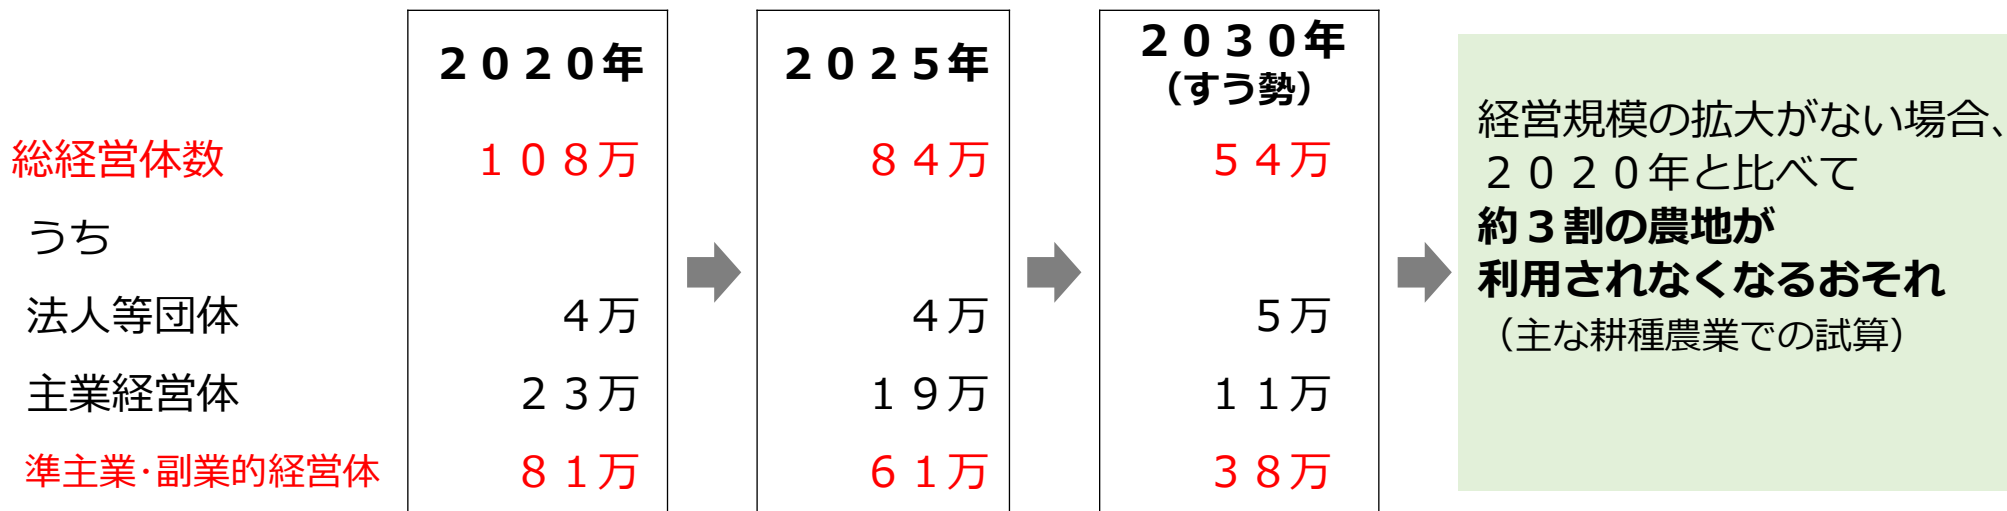 ２０２０年 ２０２５年 ２０３０年
（すう勢）
総経営体数 １０８万 ８４万 ５４万
うち
法人等団体 ４万 ４万 ５万
主業経営体 ２３万 １９万 １１万
準主業･副業的経営体 ８１万 ６１万 ３８万
経営規模の拡大がない場合、
２０２０年と比べて
約３割の農地が
利用されなくなるおそれ
（主な耕種農業での試算）